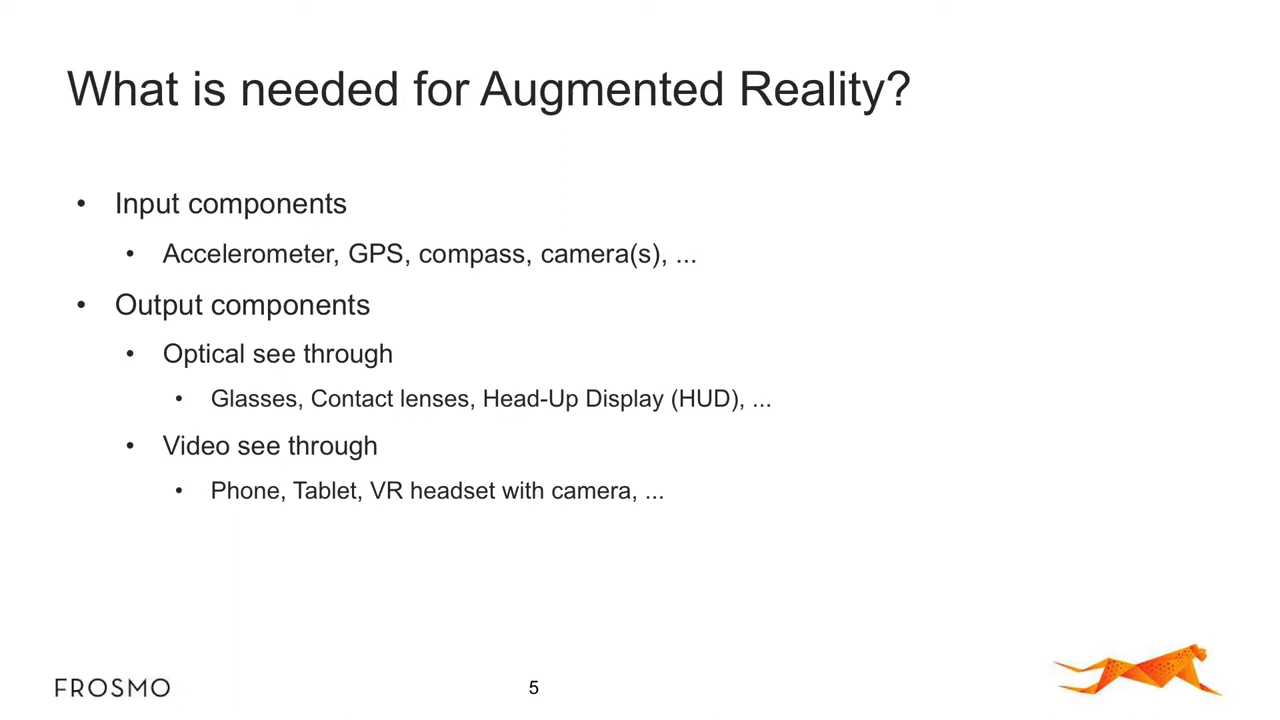 What is needed for Augmented Reality?
• Input components
• Accelerometer, GPS, compass, camera(s), ...
• Output components
• Optical see through
• Glasses, Contact lenses, Head-Up Display (HUD), ...
• Video see through
• Phone, Tablet, VR headset with camera, ...
FROSMO
5